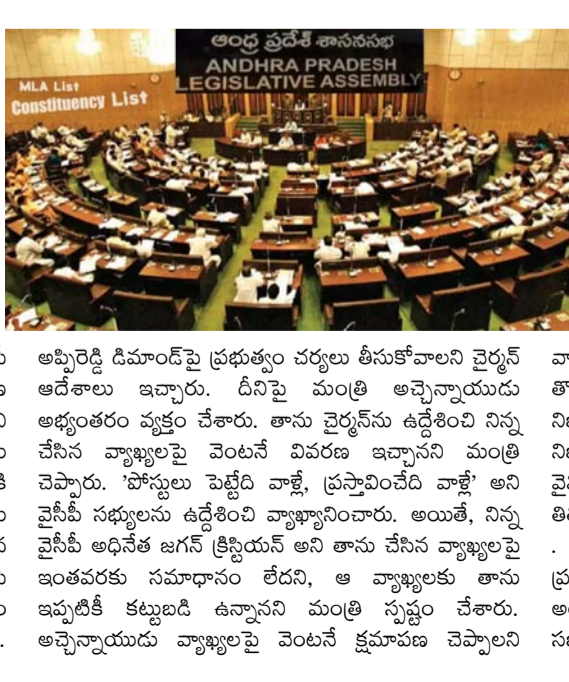 ఆంధ్ర ప్రదేశ్ శాసనసభ
ANDHRA PRADESH
LEGISLATIVE ASSEMBLY
MLA List
Constituency List
అప్పిరెడ్డి డిమాండ్‌పై ప్రభుత్వం చర్యలు తీసుకోవాలని చైర్మన్
ఆదేశాలు ఇచ్చారు. దీనిపై మంత్రి అచ్చెన్నాయుడు
అభ్యంతరం వ్యక్తం చేశారు. తాను చైర్మన్‌ను ఉద్దేశించి నిన్న
చేసిన వ్యాఖ్యలపై వెంటనే వివరణ ఇచ్చానని మంత్రి
చెప్పారు. 'పోస్టులు పెట్టేది వాళ్లే, ప్రస్తావించేది వాళ్లే' అని
వైసీపీ సభ్యులను ఉద్దేశించి వ్యాఖ్యానించారు. అయితే, నిన్న
వైసీపీ అధినేత జగన్ క్రిస్టియన్ అని తాను చేసిన వ్యాఖ్యలపై
ఇంతవరకు సమాధానం లేదని, ఆ వ్యాఖ్యలకు తాను
ఇప్పటికీ కట్టుబడి ఉన్నానని మంత్రి స్పష్టం చేశారు.
అచ్చెన్నాయుడు వ్యాఖ్యలపై వెంటనే క్షమాపణ చెప్పాలని